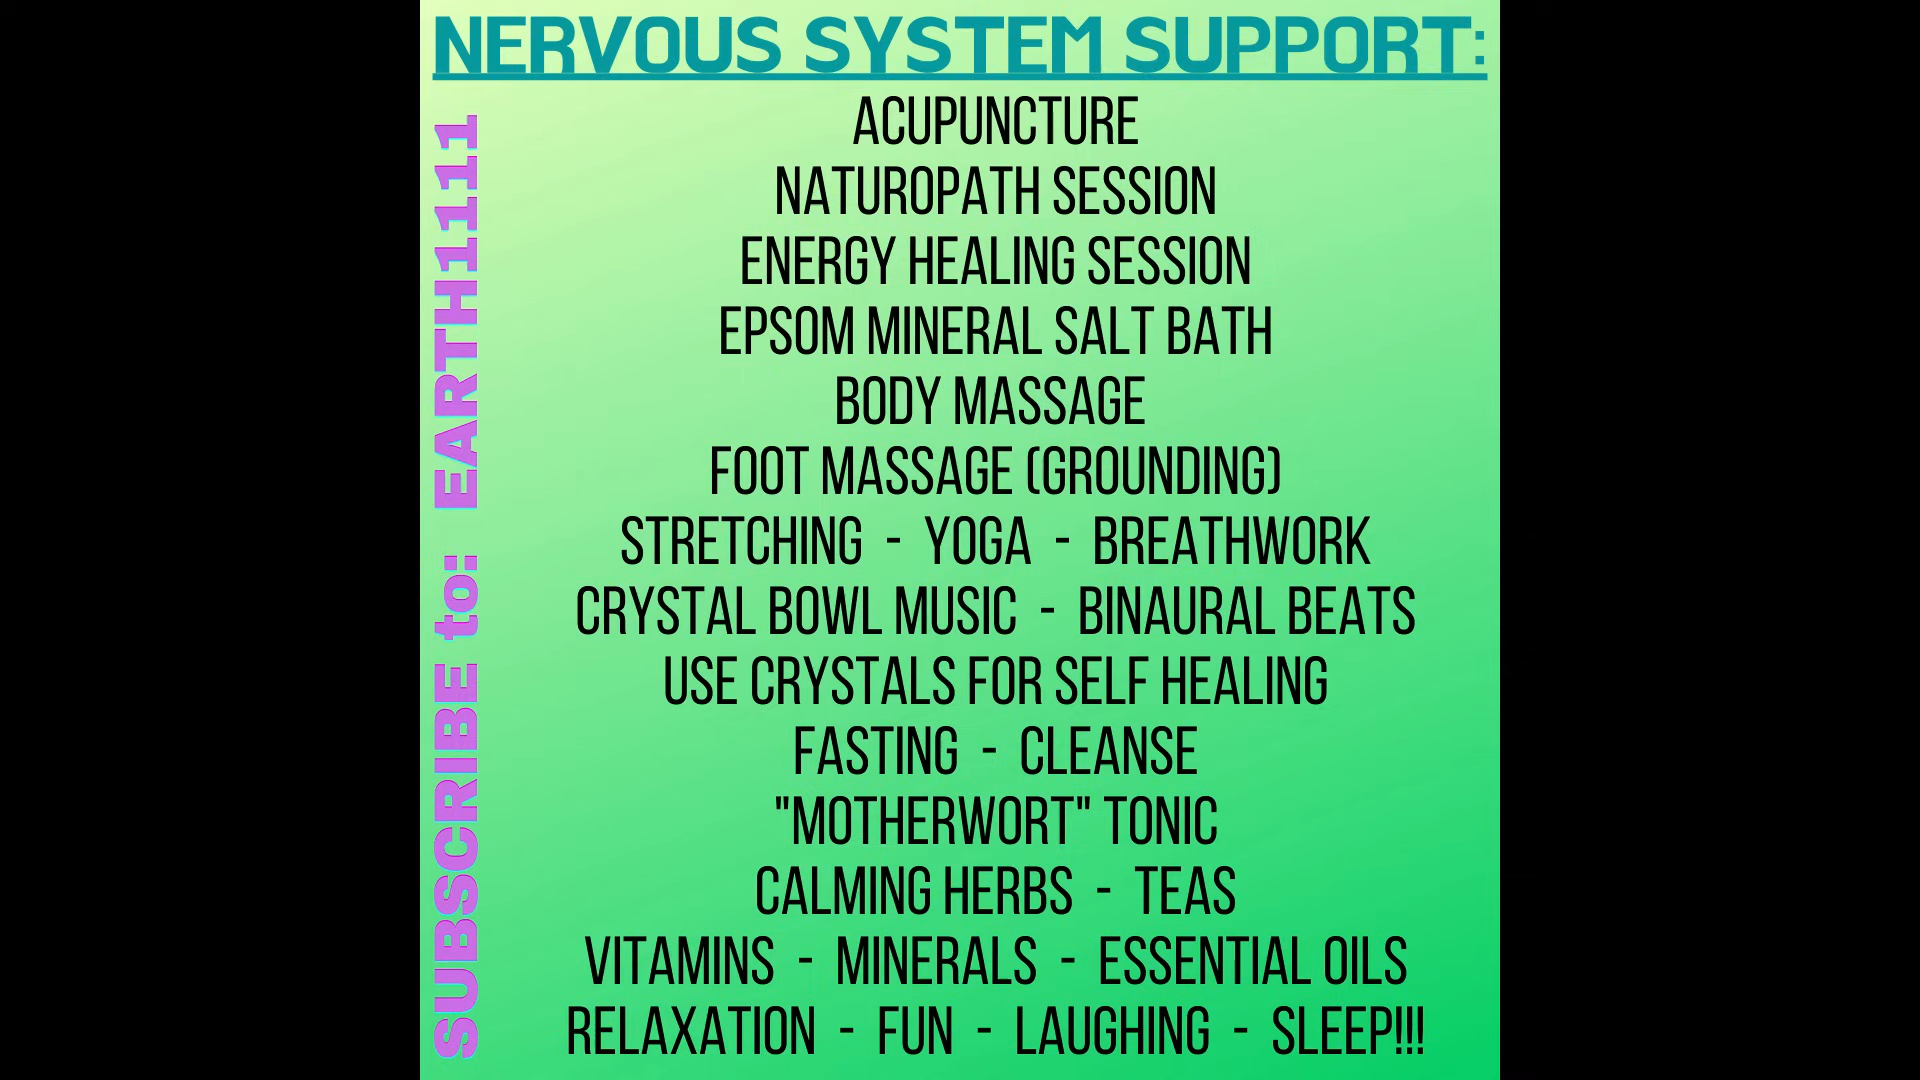 NERVOUS SYSTEM SUPPORT:
ACUPUNCTURE
NATUROPATH SESSION
ENERGY HEALING SESSION
EPSOM MINERAL SALT BATH
BODY MASSAGE
FOOT MASSAGE (GROUNDING)
STRETCHING - YOGA - BREATHWORK
CRYSTAL BOWL MUSIC - BINAURAL BEATS
USE CRYSTALS FOR SELF HEALING
FASTING - CLEANSE
"MOTHERWORT" TONIC
CALMING HERBS - TEAS
VITAMINS - MINERALS - ESSENTIAL OILS
RELAXATION - FUN - LAUGHING - SLEEP!!!
SUBSCRIBE to: EARTH1111